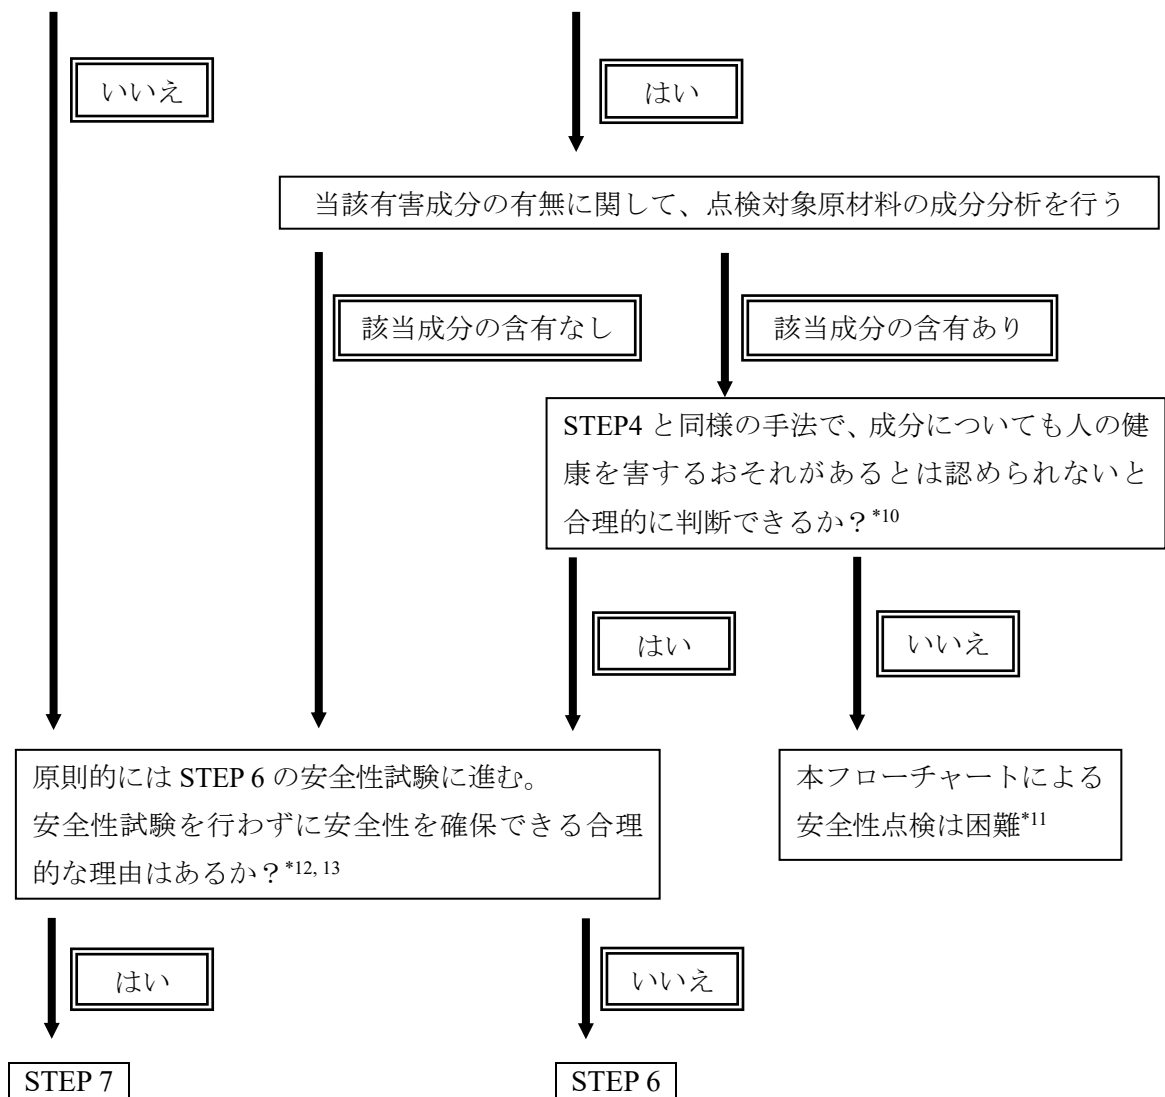 いいえ
はい
当該有害成分の有無に関して、点検対象原材料の成分分析を行う
該当成分の含有なし
該当成分の含有あり
STEP4 と同様の手法で、成分についても人の健
康を害するおそれがあるとは認められないと
合理的に判断できるか？*10
はい
いいえ
原則的には STEP 6 の安全性試験に進む。
安全性試験を行わずに安全性を確保できる合理
的な理由はあるか？*12, 13
本フローチャートによる
安全性点検は困難*11
はい
いいえ
STEP 7
STEP 6